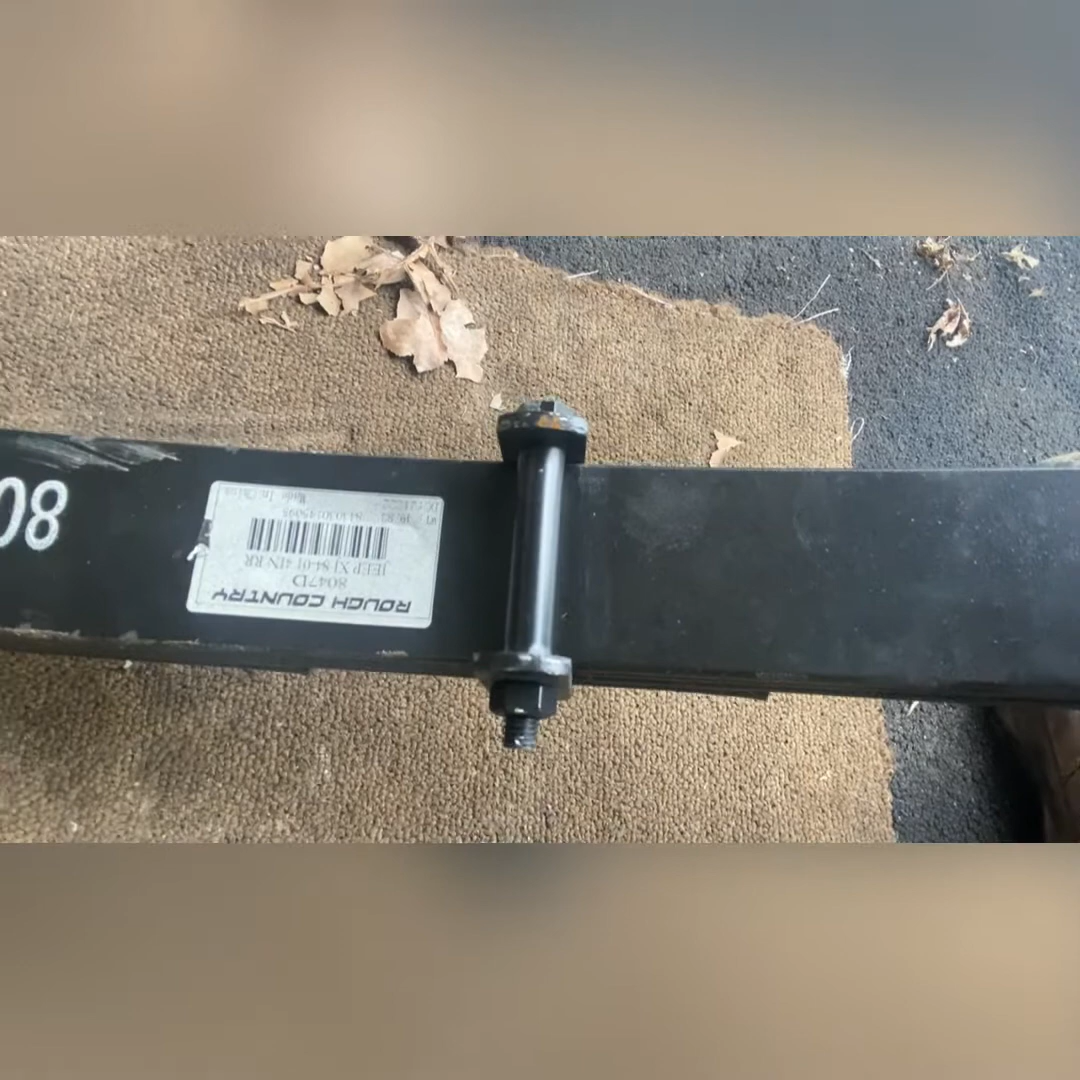 ROUGH COUNTRY
8047D
JEEP XJ 84-01 4IN RR
Made In China
80